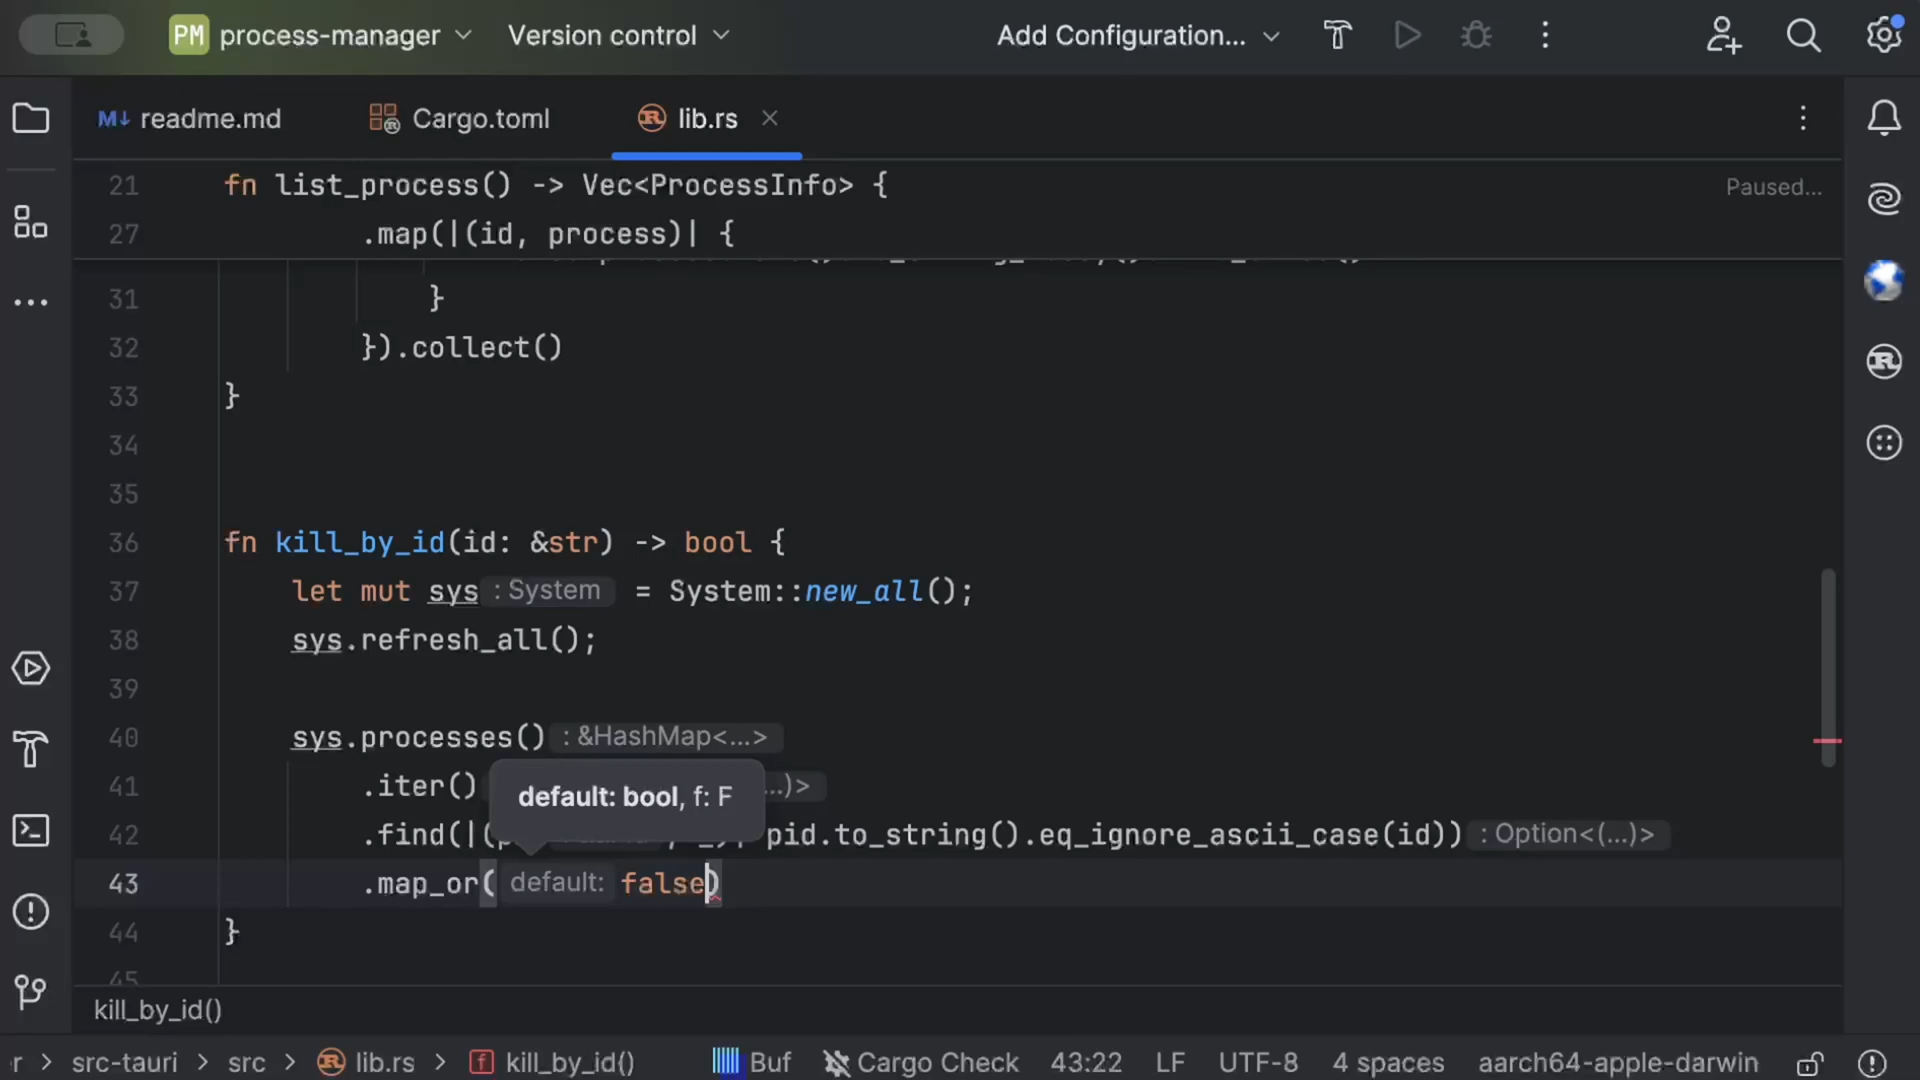 PM process-manager Version control Add Configuration...
M↓ readme.md Cargo.toml lib.rs
21 fn list_process() -> Vec<ProcessInfo> { Paused...
27 .map(|(id, process)| {
31 }
32 }).collect()
33 }
34
35
36 fn kill_by_id(id: &str) -> bool {
37 let mut sys : System = System::new_all();
38 sys.refresh_all();
39
40 sys.processes() : &HashMap<...>
41 .iter() ...)>
default: bool, f: F
42 .find(|( pid.to_string().eq_ignore_ascii_case(id)) : Option<(...)>
43 .map_or( default: false)
44 }
45
kill_by_id()
r > src-tauri > src > lib.rs > f kill_by_id() Buf Cargo Check 43:22 LF UTF-8 4 spaces aarch64-apple-darwin